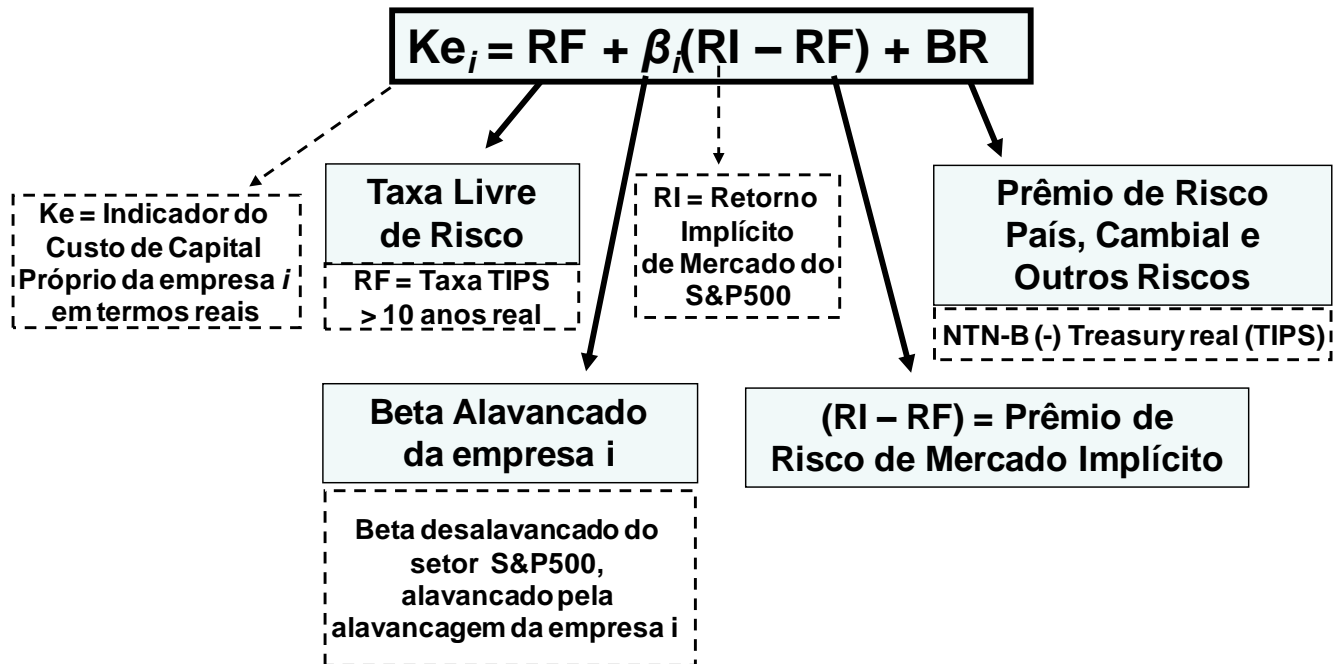 Keᵢ = RF + βᵢ(RI – RF) + BR
Ke = Indicador do
Custo de Capital
Próprio da empresa i
em termos reais
Taxa Livre
de Risco
RF = Taxa TIPS
> 10 anos real
RI = Retorno
Implícito
de Mercado do
S&P500
Prêmio de Risco
País, Cambial e
Outros Riscos
NTN-B (-) Treasury real (TIPS)
Beta Alavancado
da empresa i
Beta desalavancado do
setor S&P500,
alavancado pela
alavancagem da empresa i
(RI – RF) = Prêmio de
Risco de Mercado Implícito